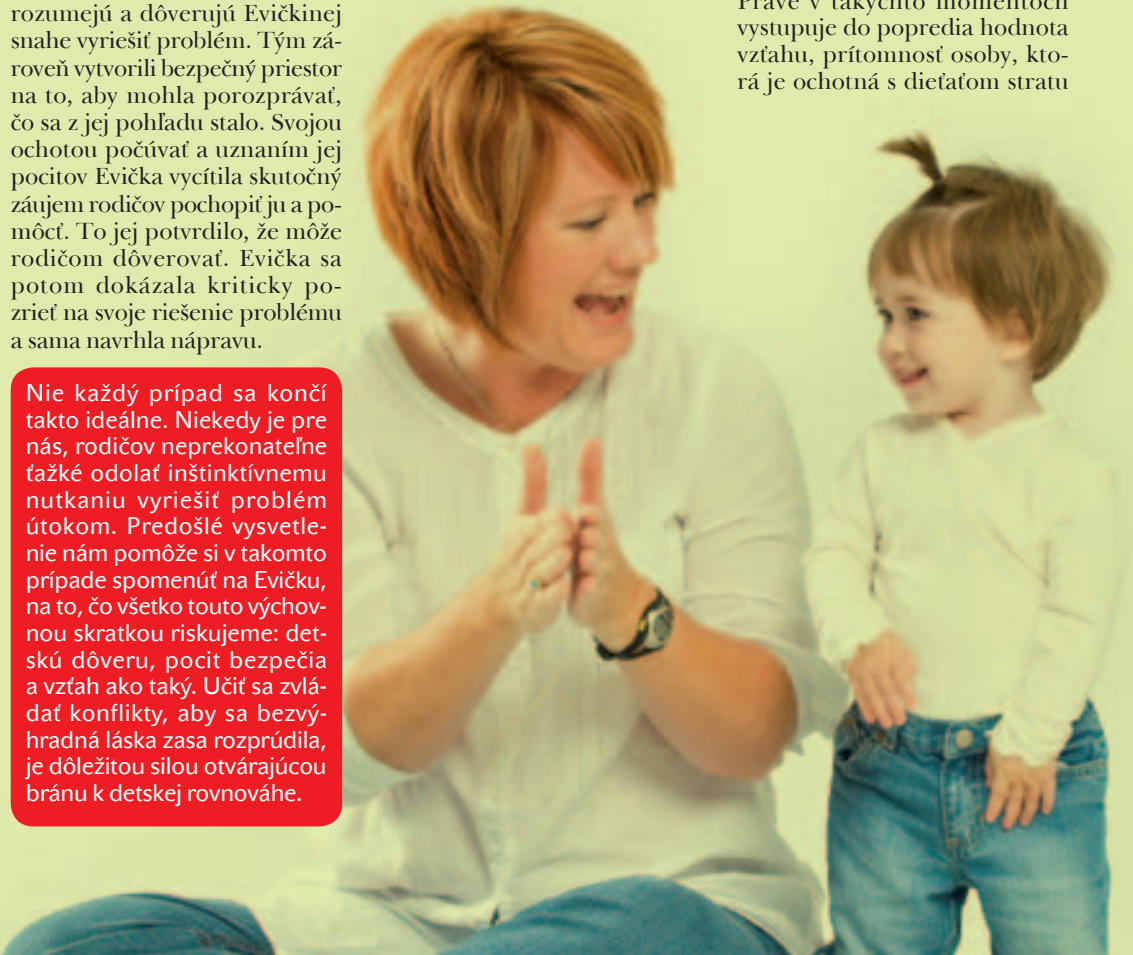 rozumejú a dôverujú Evičkinej
snahe vyriešiť problém. Tým zá-
roveň vytvorili bezpečný priestor
na to, aby mohla porozprávať,
čo sa z jej pohľadu stalo. Svojou
ochotou počúvať a uznaním jej
pocitov Evička vycítila skutočný
záujem rodičov pochopiť ju a po-
môcť. To jej potvrdilo, že môže
rodičom dôverovať. Evička sa
potom dokázala kriticky po-
zrieť na svoje riešenie problému
a sama navrhla nápravu.
Nie každý prípad sa končí
takto ideálne. Niekedy je pre
nás, rodičov neprekonateľne
ťažké odolať inštinktívnemu
nutkaniu vyriešiť problém
útokom. Predošlé vysvetle-
nie nám pomôže si v takomto
prípade spomenúť na Evičku,
na to, čo všetko touto výchov-
nou skratkou riskujeme: det-
skú dôveru, pocit bezpečia
a vzťah ako taký. Učiť sa zvlá-
dať konflikty, aby sa bezvý-
hradná láska zasa rozprúdila,
je dôležitou silou otvárajúcou
bránu k detskej rovnováhe.
Práve v takýchto momentoch
vystupuje do popredia hodnota
vzťahu, prítomnosť osoby, kto-
rá je ochotná s dieťaťom stratu